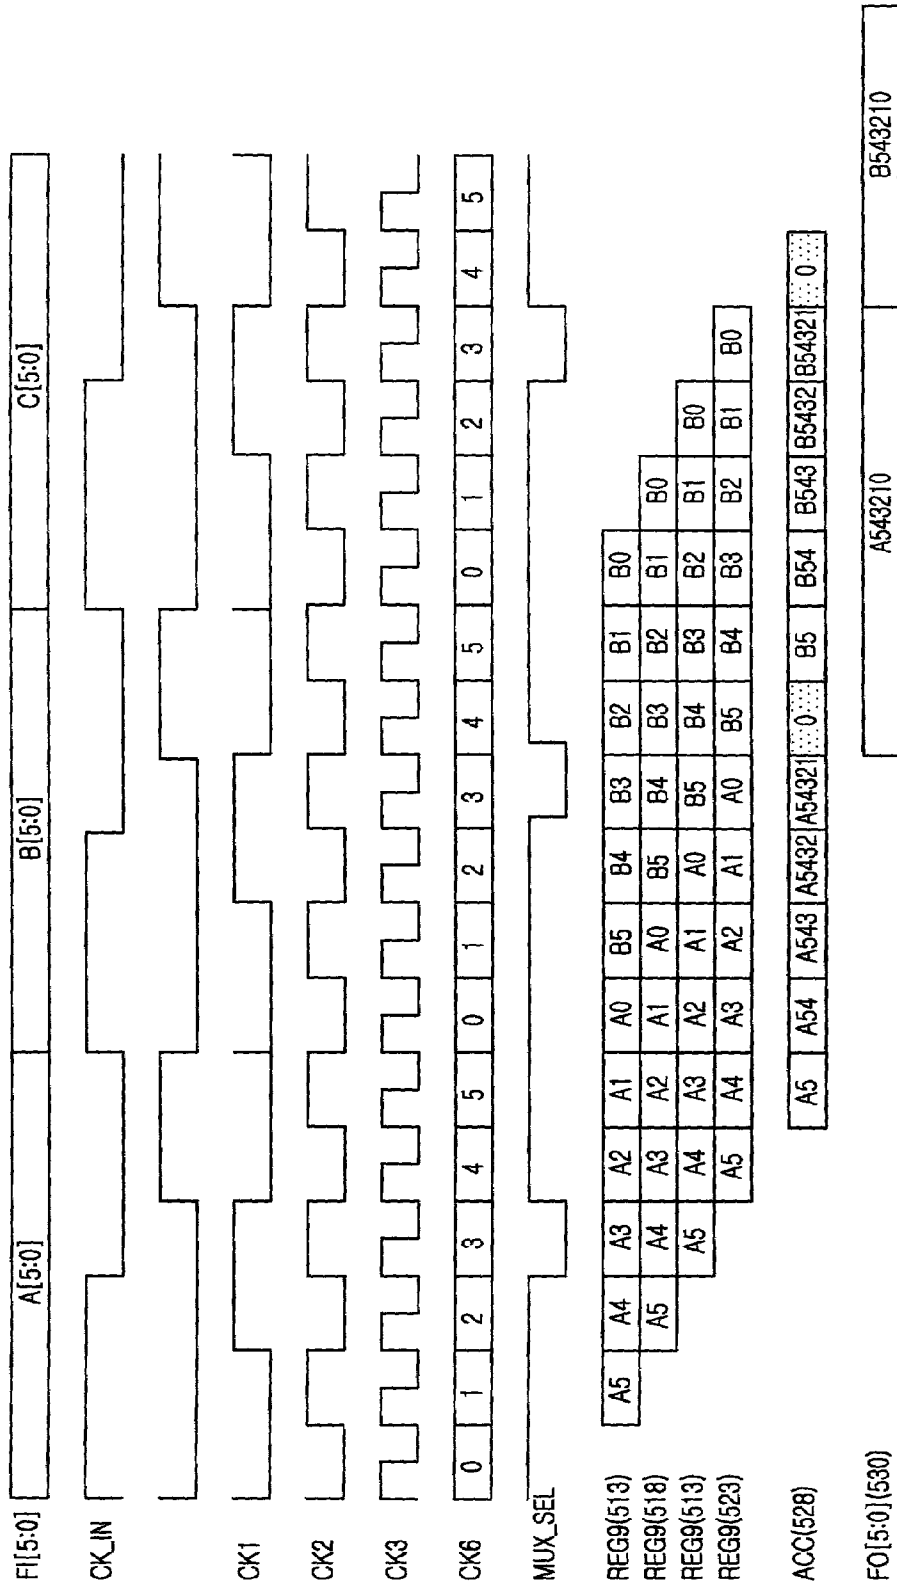 FI[5:0] A[5:0] B[5:0] C[5:0]
CK_IN
CK1
CK2
CK3
CK6 0 1 2 3 4 5 0 1 2 3 4 5 0 1 2 3 4 5
MUX_SEL
REG9(513) A5 A4 A3 A2 A1 A0 B5 B4 B3 B2 B1 B0
REG9(518) A5 A4 A3 A2 A1 A0 B5 B4 B3 B2 B1 B0
REG9(513) A5 A4 A3 A2 A1 A0 B5 B4 B3 B2 B1 B0
REG9(523) A5 A4 A3 A2 A1 A0 B5 B4 B3 B2 B1 B0
ACC(528) A5 A54 A543 A5432 A54321 0 B5 B54 B543 B5432 B54321 0
FO[5:0](530) A543210 B543210